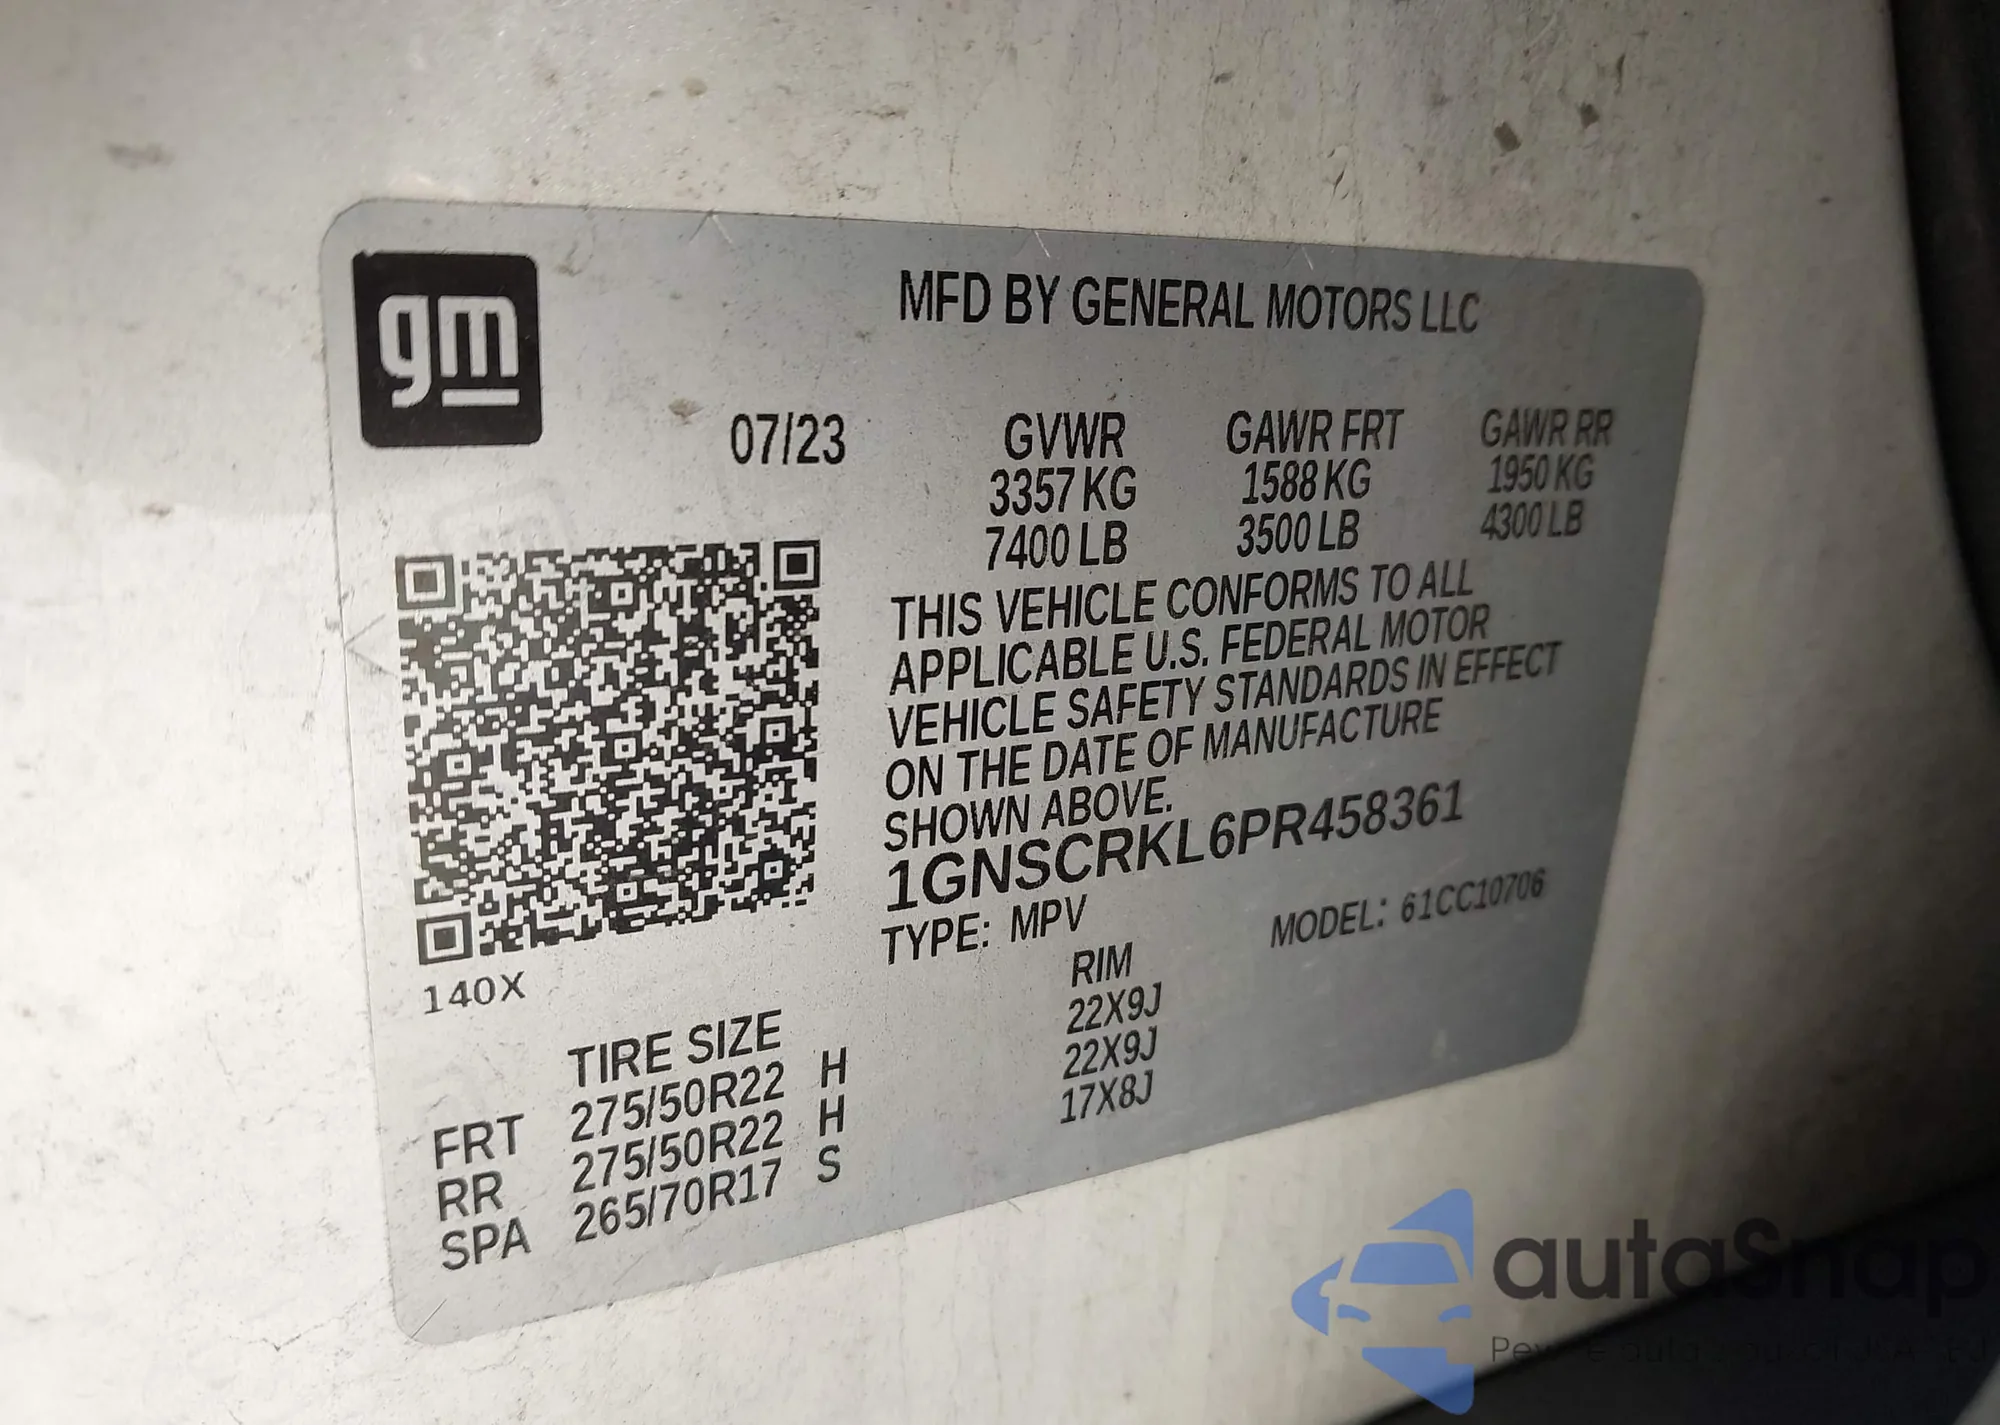 gm
MFD BY GENERAL MOTORS LLC
07/23 GVWR GAWR FRT GAWR RR
3357 KG 1588 KG 1950 KG
7400 LB 3500 LB 4300 LB
THIS VEHICLE CONFORMS TO ALL
APPLICABLE U.S. FEDERAL MOTOR
VEHICLE SAFETY STANDARDS IN EFFECT
ON THE DATE OF MANUFACTURE
SHOWN ABOVE.
1GNSCRKL6PR458361
TYPE: MPV MODEL: 61CC10706
140X
TIRE SIZE RIM
FRT 275/50R22 H 22X9J
RR 275/50R22 H 22X9J
SPA 265/70R17 S 17X8J
autaSnap
auta